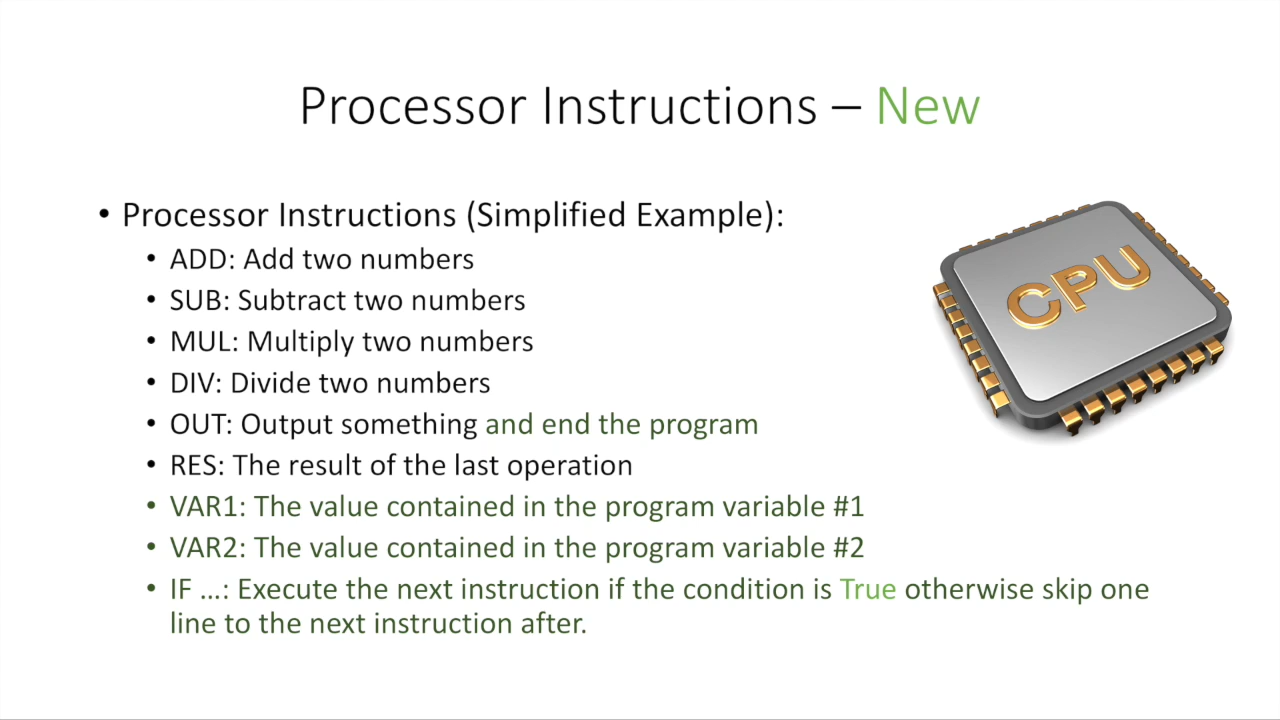 Processor Instructions – New
• Processor Instructions (Simplified Example):
• ADD: Add two numbers
• SUB: Subtract two numbers
• MUL: Multiply two numbers
• DIV: Divide two numbers
• OUT: Output something and end the program
• RES: The result of the last operation
• VAR1: The value contained in the program variable #1
• VAR2: The value contained in the program variable #2
• IF …: Execute the next instruction if the condition is True otherwise skip one
line to the next instruction after.
CPU